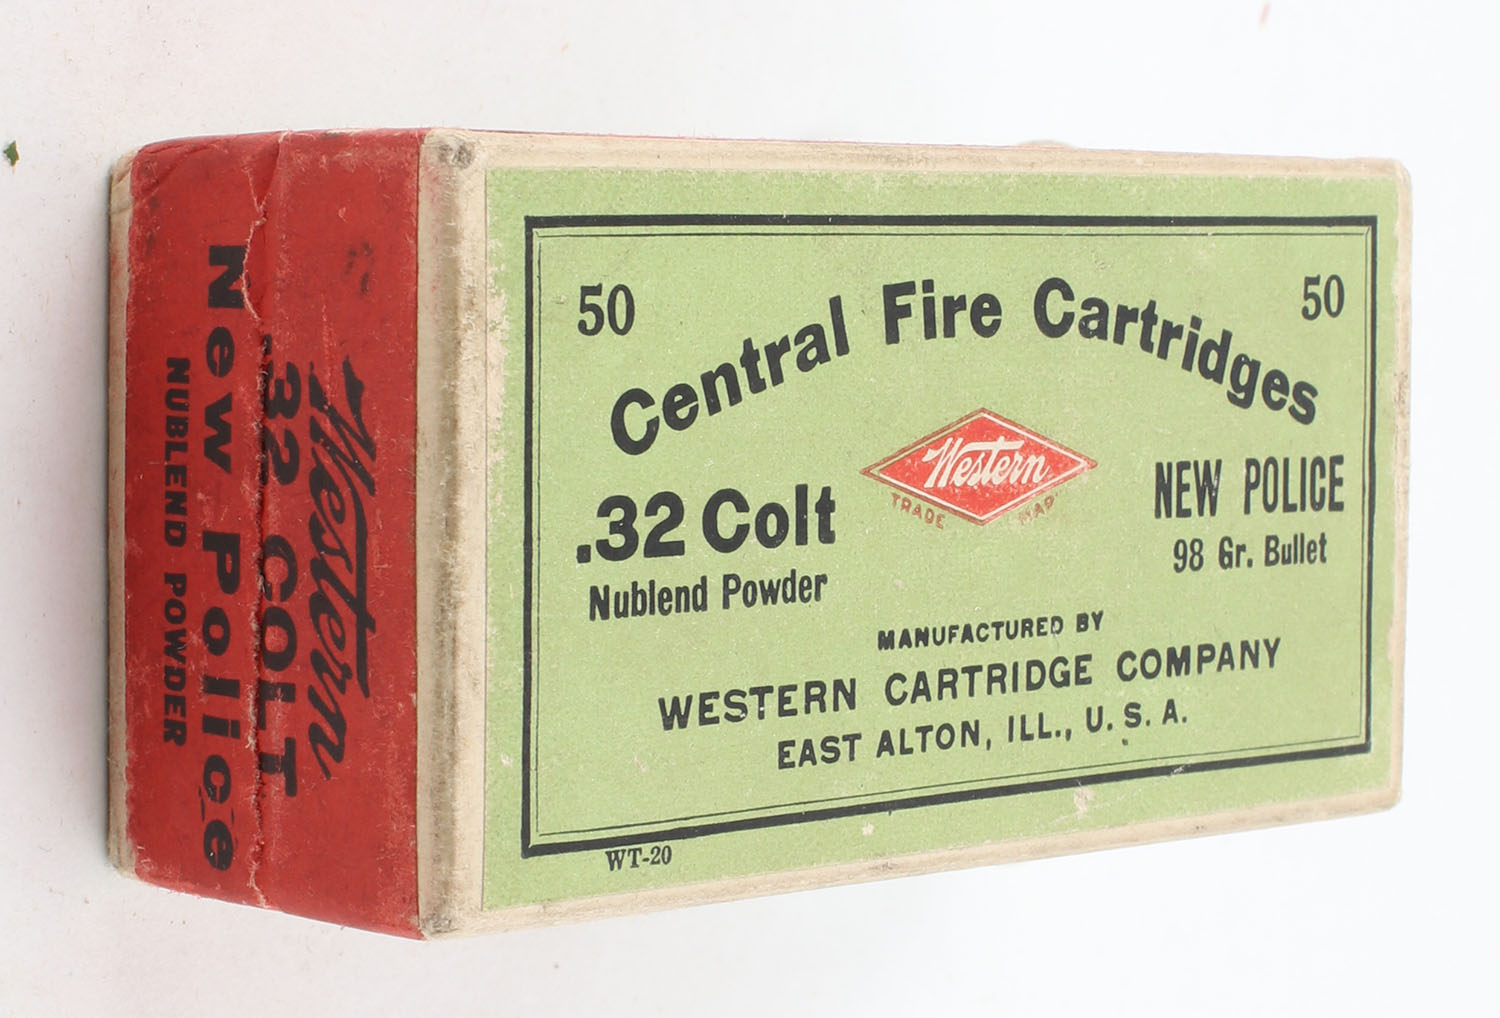 50 50
Central Fire Cartridges
Western
TRADE MAR
.32 Colt
Nublend Powder
NEW POLICE
98 Gr. Bullet
MANUFACTURED BY
WESTERN CARTRIDGE COMPANY
EAST ALTON, ILL., U. S. A.
WT-20
Western
.32 COLT
New Police
NUBLEND POWDER